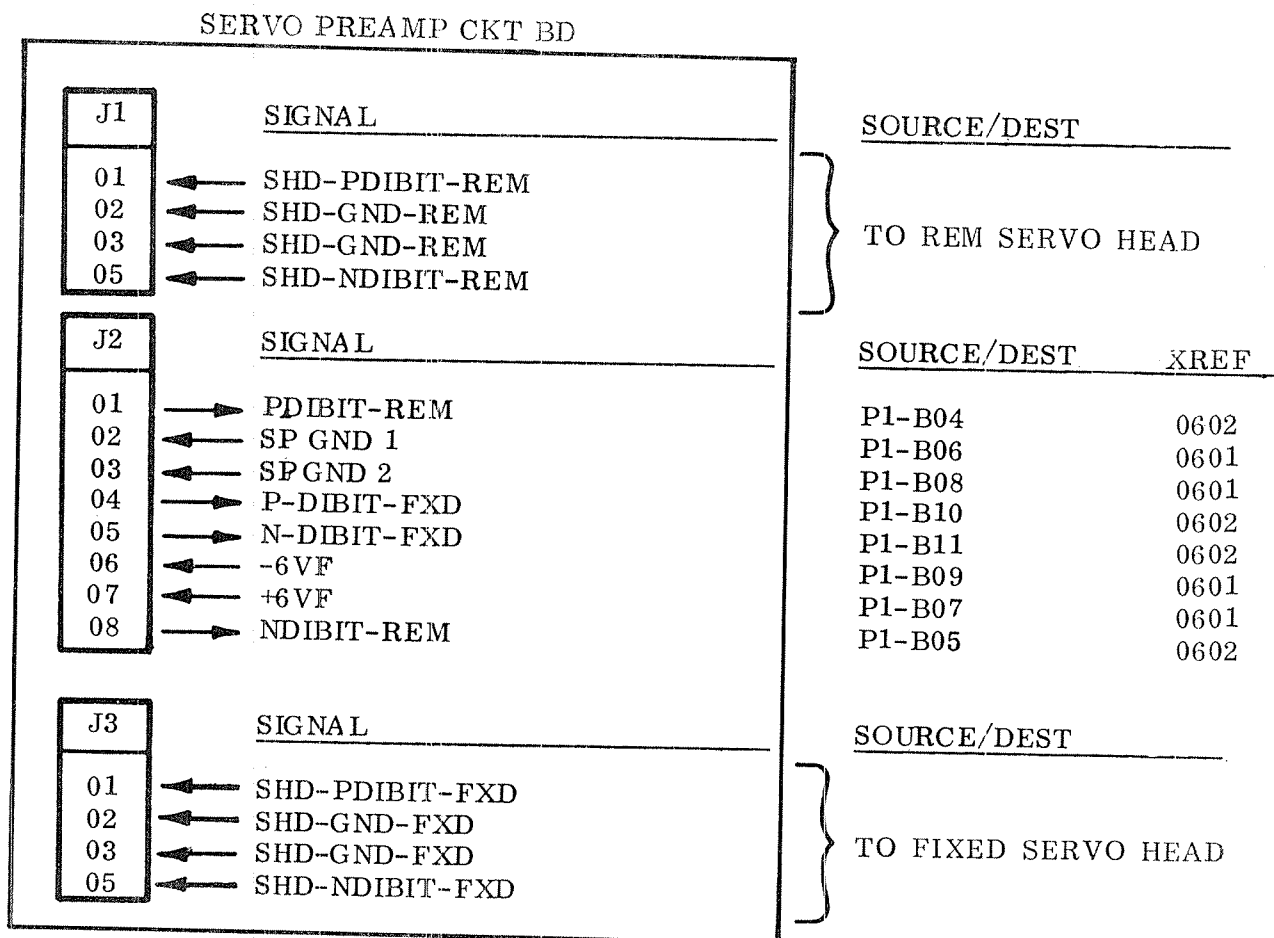 SERVO PREAMP CKT BD
J1 SIGNAL SOURCE/DEST
01 SHD-PDIBIT-REM
02 SHD-GND-REM
03 SHD-GND-REM
05 SHD-NDIBIT-REM
TO REM SERVO HEAD
J2 SIGNAL SOURCE/DEST XREF
01 PDIBIT-REM P1-B04 0602
02 SP GND 1 P1-B06 0601
03 SP GND 2 P1-B08 0601
04 P-DIBIT-FXD P1-B10 0602
05 N-DIBIT-FXD P1-B11 0602
06 -6VF P1-B09 0601
07 +6VF P1-B07 0601
08 NDIBIT-REM P1-B05 0602
J3 SIGNAL SOURCE/DEST
01 SHD-PDIBIT-FXD
02 SHD-GND-FXD
03 SHD-GND-FXD
05 SHD-NDIBIT-FXD
TO FIXED SERVO HEAD